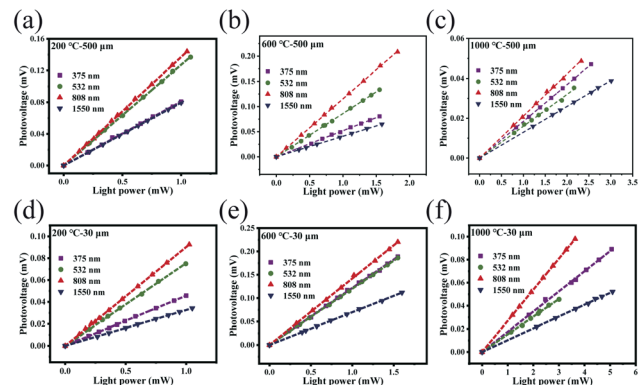 (a)
200 °C-500 μm
375 nm
532 nm
808 nm
1550 nm
Photovoltage (mV)
0.00
0.04
0.08
0.12
0.16
0.0
0.5
1.0
Light power (mW)
(b)
600 °C-500 μm
375 nm
532 nm
808 nm
1550 nm
Photovoltage (mV)
0.00
0.05
0.10
0.15
0.20
0.25
0.0
0.5
1.0
1.5
2.0
Light power (mW)
(c)
1000 °C-500 μm
375 nm
532 nm
808 nm
1550 nm
Photovoltage (mV)
0.00
0.02
0.04
0.06
0.0
0.5
1.0
1.5
2.0
2.5
3.0
3.5
Light power (mW)
(d)
200 °C-30 μm
375 nm
532 nm
808 nm
1550 nm
Photovoltage (mV)
0.00
0.02
0.04
0.06
0.08
0.10
0.0
0.5
1.0
Light power (mW)
(e)
600 °C-30 μm
375 nm
532 nm
808 nm
1550 nm
Photovoltage (mV)
0.00
0.05
0.10
0.15
0.20
0.25
0.0
0.5
1.0
1.5
Light power (mW)
(f)
1000 °C-30 μm
375 nm
532 nm
808 nm
1550 nm
Photovoltage (mV)
0.00
0.02
0.04
0.06
0.08
0.10
0
1
2
3
4
5
6
Light power (mW)